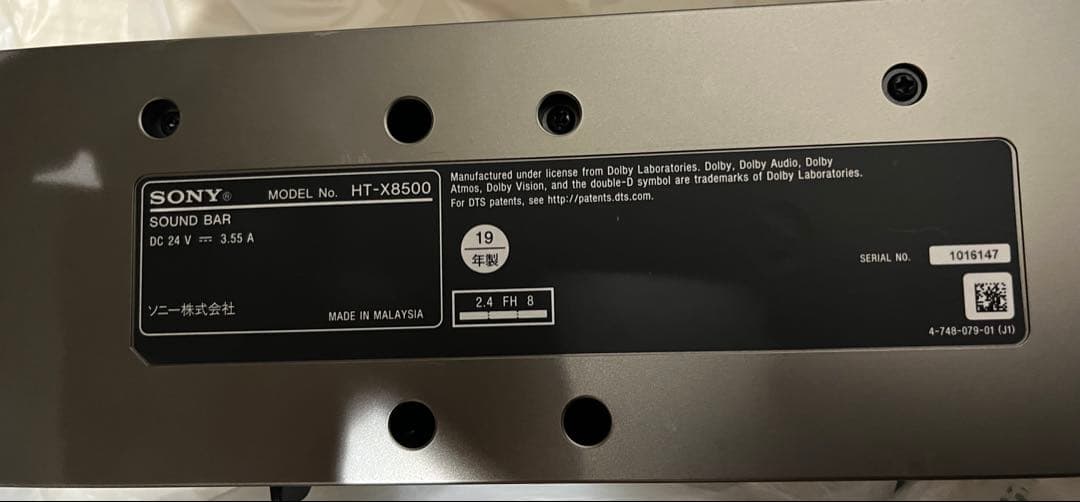 SONY® MODEL No. HT-X8500
SOUND BAR
DC 24 V ⎓ 3.55 A
ソニー株式会社 MADE IN MALAYSIA
Manufactured under license from Dolby Laboratories. Dolby, Dolby Audio, Dolby
Atmos, Dolby Vision, and the double-D symbol are trademarks of Dolby Laboratories.
For DTS patents, see http://patents.dts.com.
19
年製
2.4 FH 8
SERIAL NO. 1016147
4-748-079-01 (J1)